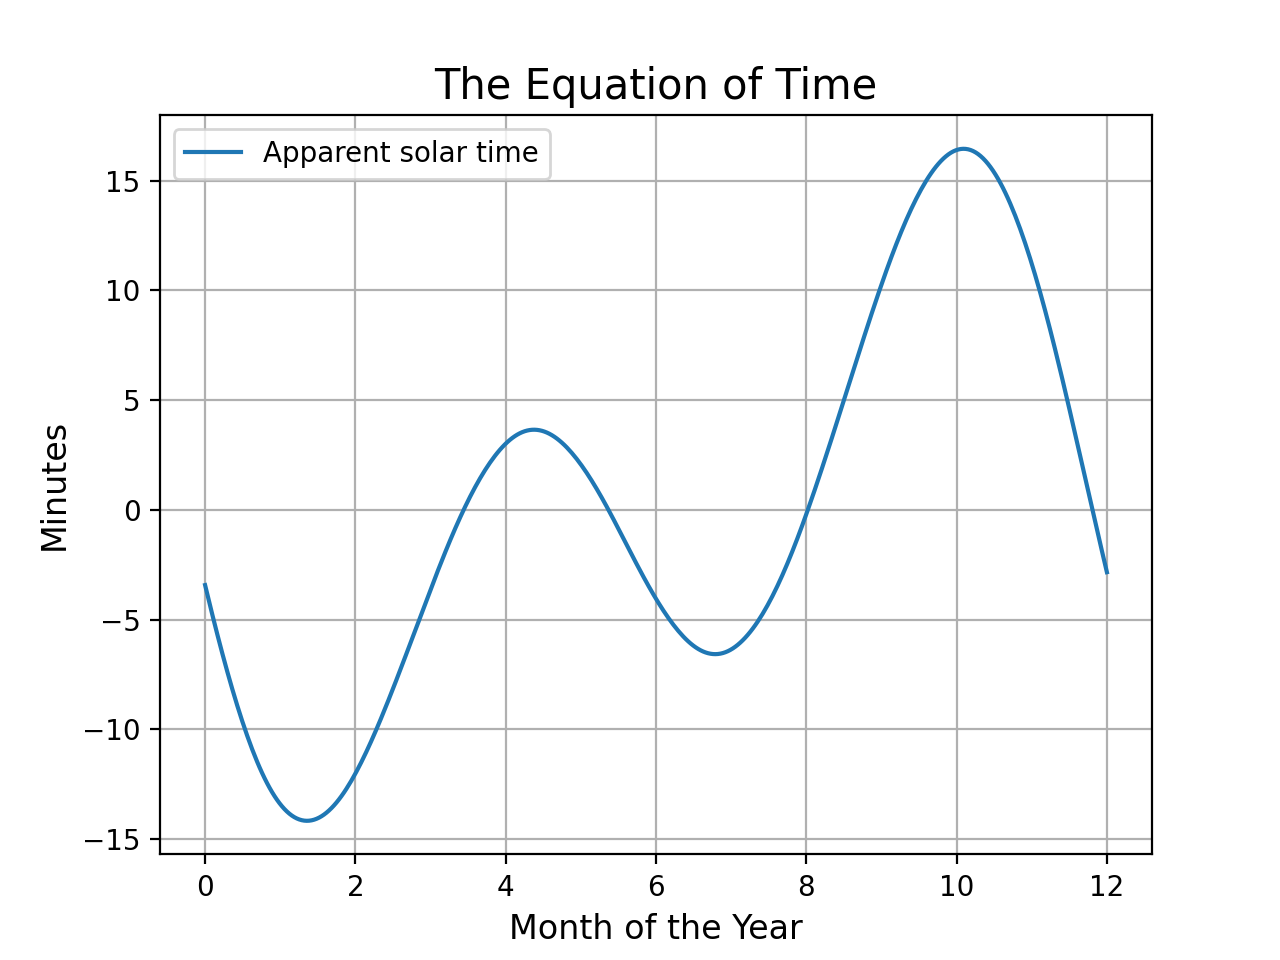 The Equation of Time
Apparent solar time
15
10
5
0
−5
−10
−15
Minutes
0 2 4 6 8 10 12
Month of the Year